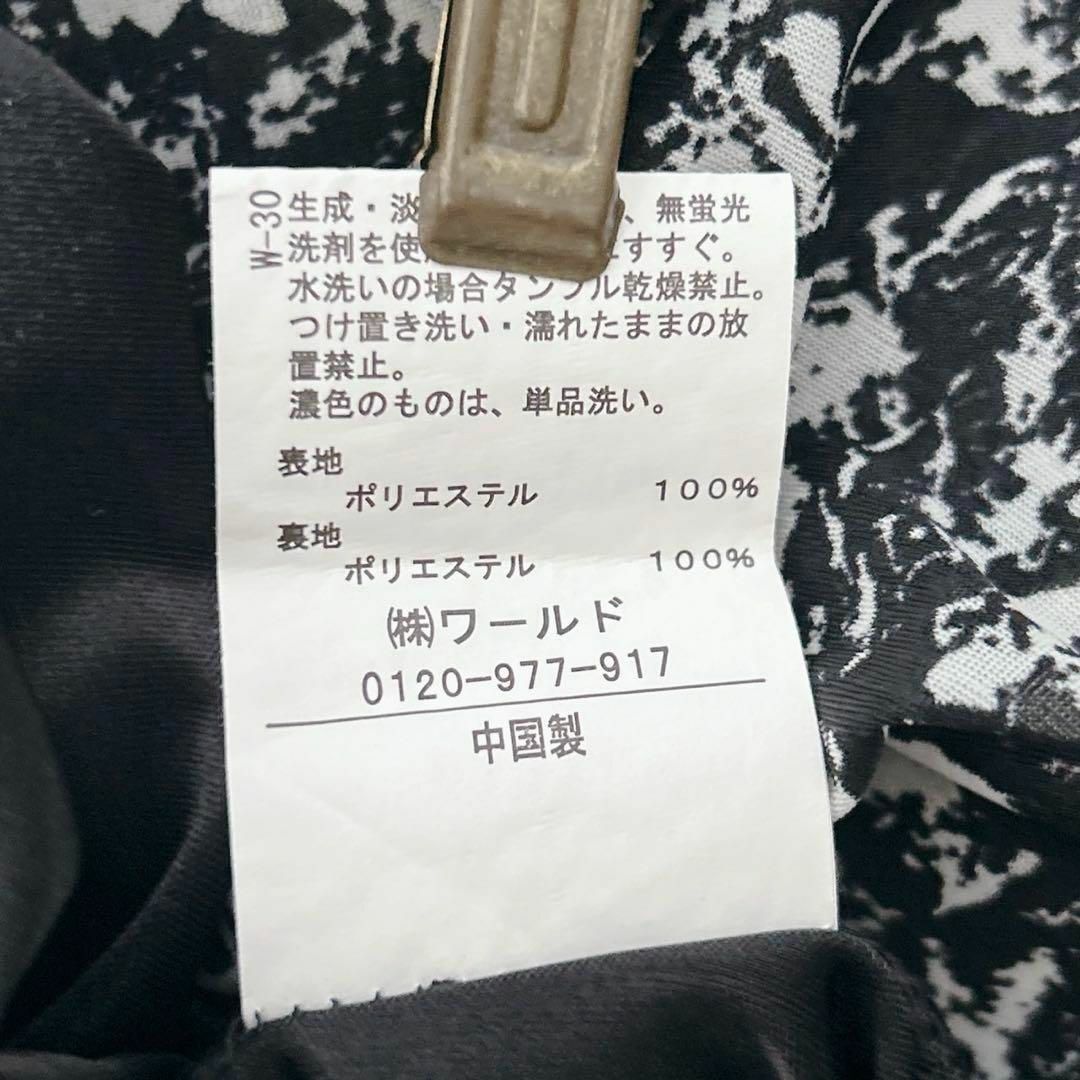 W-30
生成・淡 、無蛍光
洗剤を使 すすぐ。
水洗いの場合タンブル乾燥禁止。
つけ置き洗い・濡れたままの放
置禁止。
濃色のものは、単品洗い。
表地
ポリエステル 100%
裏地
ポリエステル 100%
㈱ワールド
0120-977-917
中国製